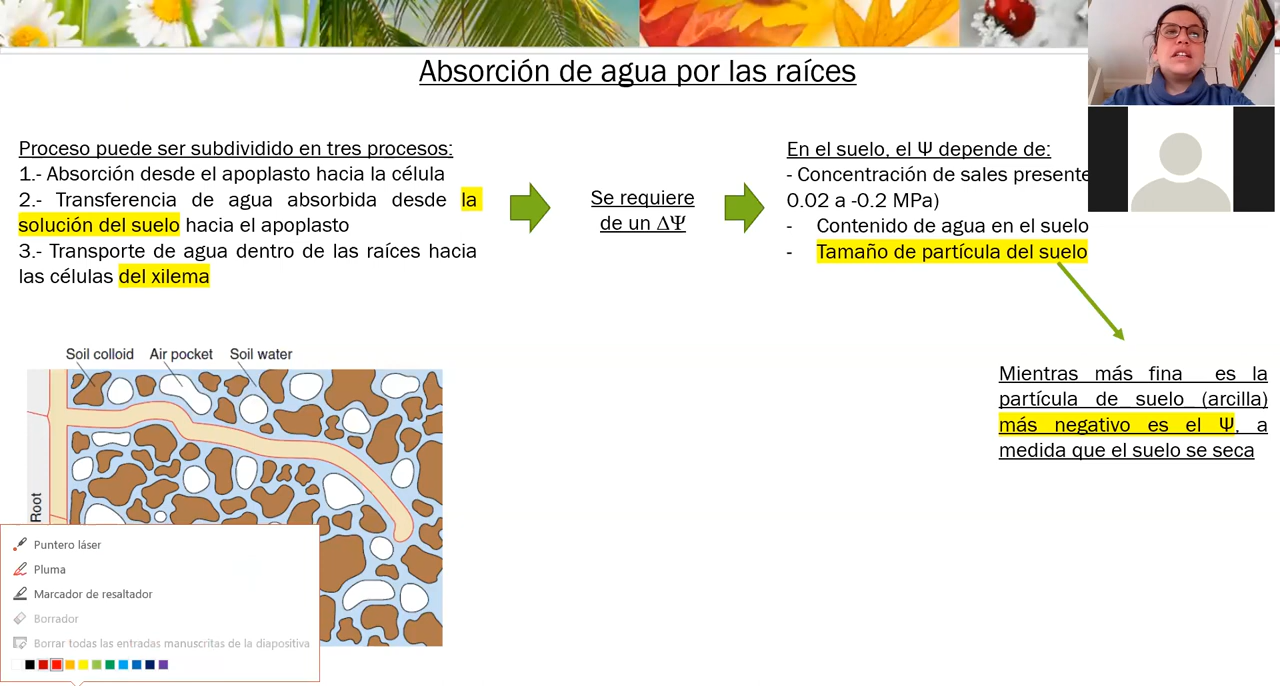 Absorción de agua por las raíces
Proceso puede ser subdividido en tres procesos:
1.- Absorción desde el apoplasto hacia la célula
2.- Transferencia de agua absorbida desde la
solución del suelo hacia el apoplasto
3.- Transporte de agua dentro de las raíces hacia
las células del xilema
Se requiere
de un ΔΨ
En el suelo, el Ψ depende de:
- Concentración de sales presente
0.02 a -0.2 MPa)
- Contenido de agua en el suelo
- Tamaño de partícula del suelo
Mientras más fina es la
partícula de suelo (arcilla)
más negativo es el Ψ, a
medida que el suelo se seca
Soil colloid Air pocket Soil water
Root
Puntero láser
Pluma
Marcador de resaltador
Borrador
Borrar todas las entradas manuscritas de la diapositiva